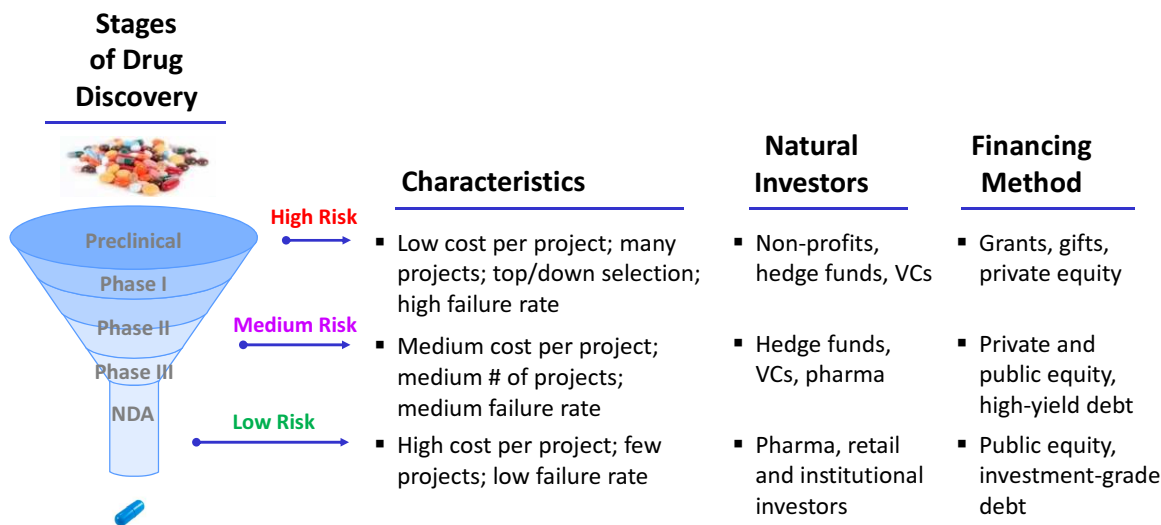 Stages
of Drug
Discovery
Characteristics
Natural
Investors
Financing
Method
Preclinical
Phase I
Phase II
Phase III
NDA
High Risk
▪ Low cost per project; many
projects; top/down selection;
high failure rate
▪ Non-profits,
hedge funds, VCs
▪ Grants, gifts,
private equity
Medium Risk
▪ Medium cost per project;
medium # of projects;
medium failure rate
▪ Hedge funds,
VCs, pharma
▪ Private and
public equity,
high-yield debt
Low Risk
▪ High cost per project; few
projects; low failure rate
▪ Pharma, retail
and institutional
investors
▪ Public equity,
investment-grade
debt